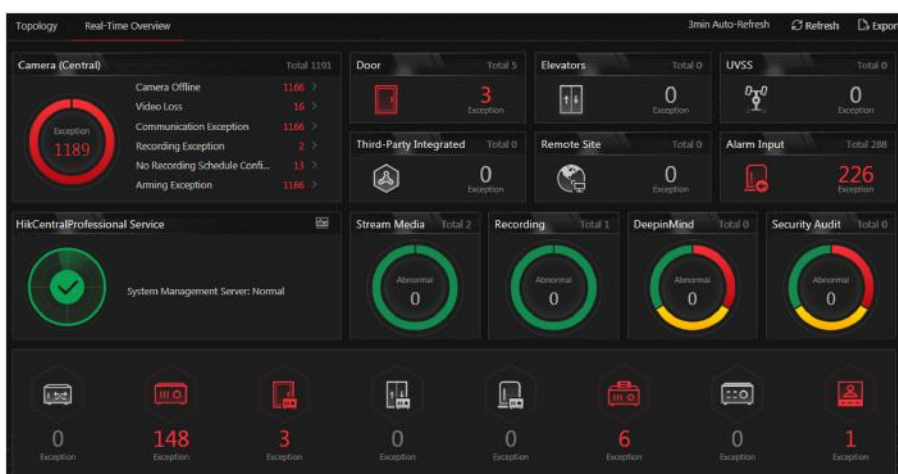 Topology Real-Time Overview 3min Auto-Refresh Refresh Export
Camera (Central) Total 1191
Exception
1189
Camera Offline 1166 >
Video Loss 16 >
Communication Exception 1166 >
Recording Exception 2 >
No Recording Schedule Confi... 13 >
Arming Exception 1166 >
Door Total 5
3
Exception
Elevators Total 0
0
Exception
UVSS Total 0
0
Exception
Third-Party Integrated Total 0
0
Exception
Remote Site Total 0
0
Exception
Alarm Input Total 288
226
Exception
HikCentralProfessional Service
System Management Server: Normal
Stream Media Total 2
Abnormal
0
Recording Total 1
Abnormal
0
DeepinMind Total 0
Abnormal
0
Security Audit Total 0
Abnormal
0
0
Exception
148
Exception
3
Exception
0
Exception
0
Exception
6
Exception
0
Exception
1
Exception